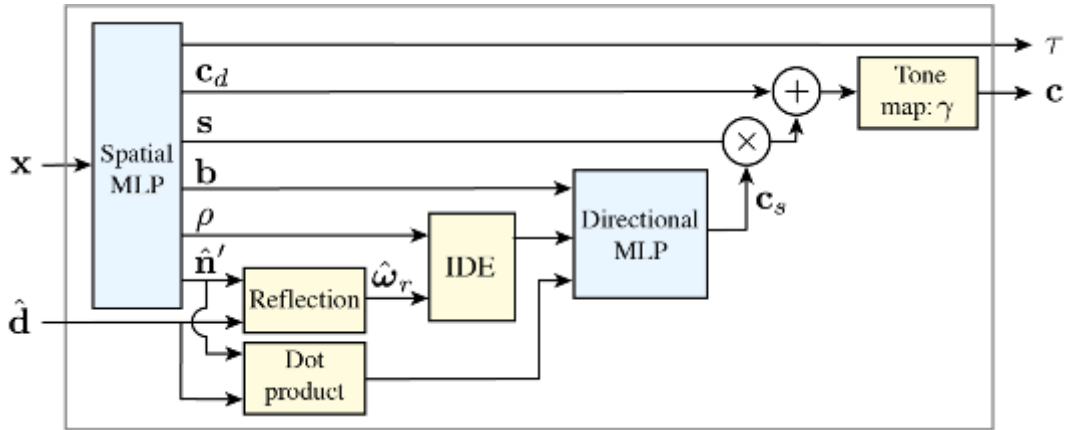 τ
c_d
Tone
map: γ
c
s
×
+
x
Spatial
MLP
b
c_s
ρ
Directional
MLP
n̂′
IDE
ω̂_r
Reflection
d̂
Dot
product